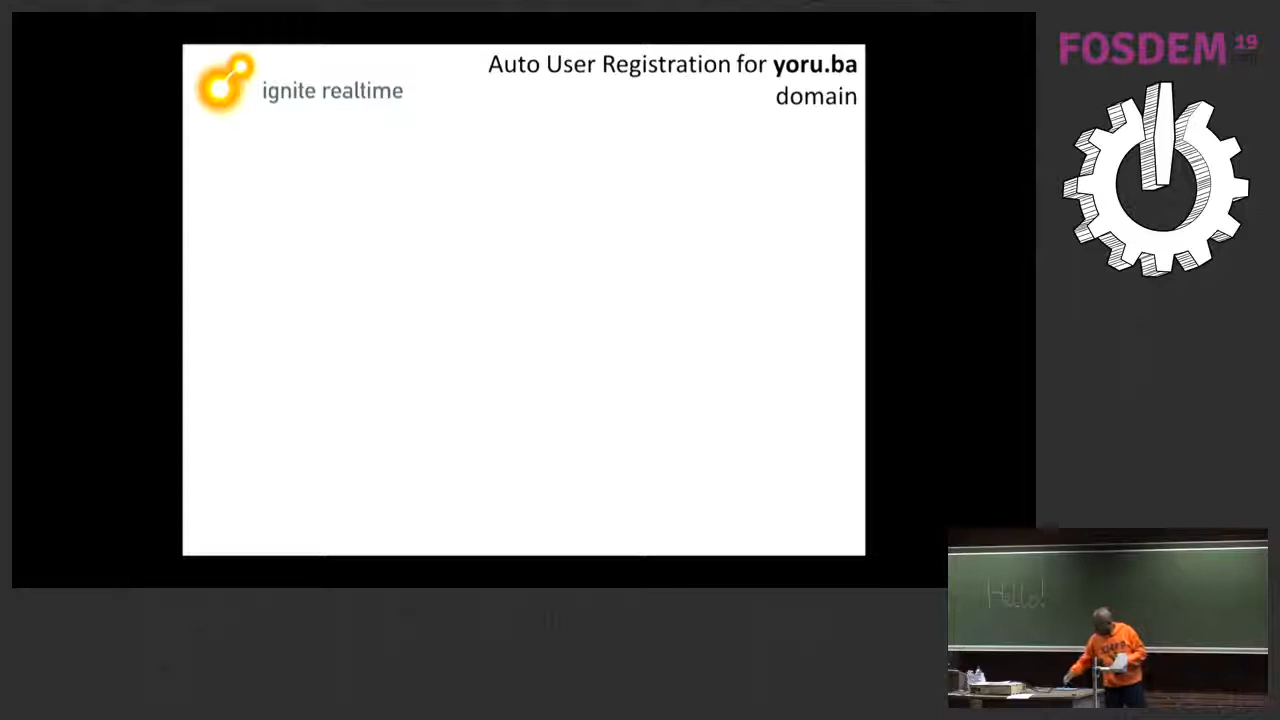 FOSDEM 19
ignite realtime
Auto User Registration for yoru.ba
domain
Hello!